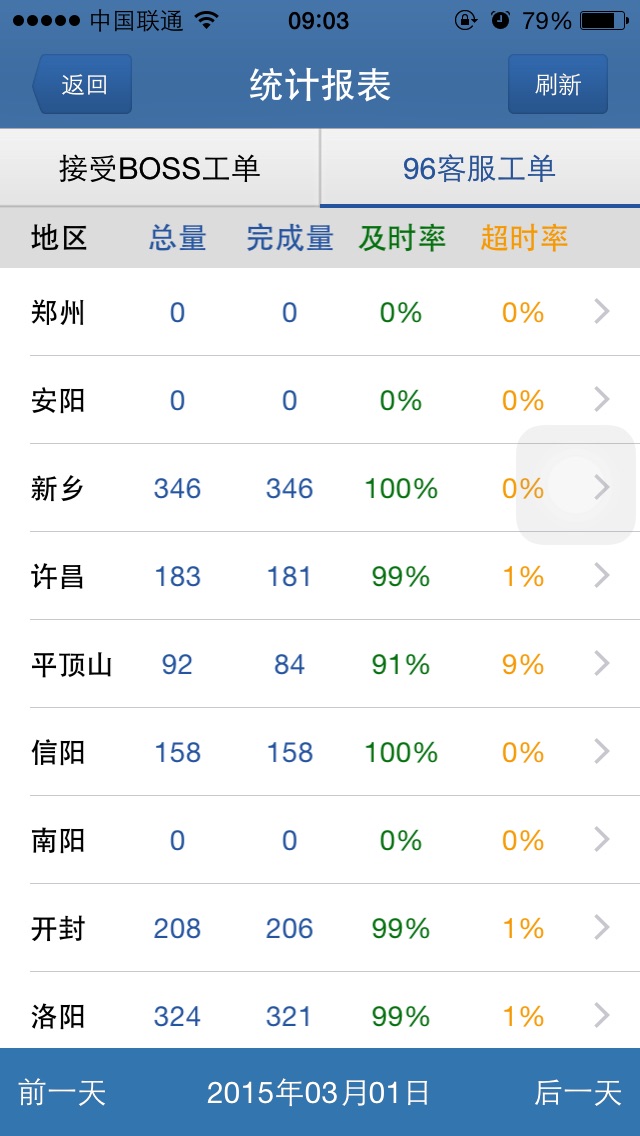 中国联通 09:03 79%
返回 统计报表 刷新
接受BOSS工单 96客服工单
地区 总量 完成量 及时率 超时率
郑州 0 0 0% 0%
安阳 0 0 0% 0%
新乡 346 346 100% 0%
许昌 183 181 99% 1%
平顶山 92 84 91% 9%
信阳 158 158 100% 0%
南阳 0 0 0% 0%
开封 208 206 99% 1%
洛阳 324 321 99% 1%
前一天 2015年03月01日 后一天